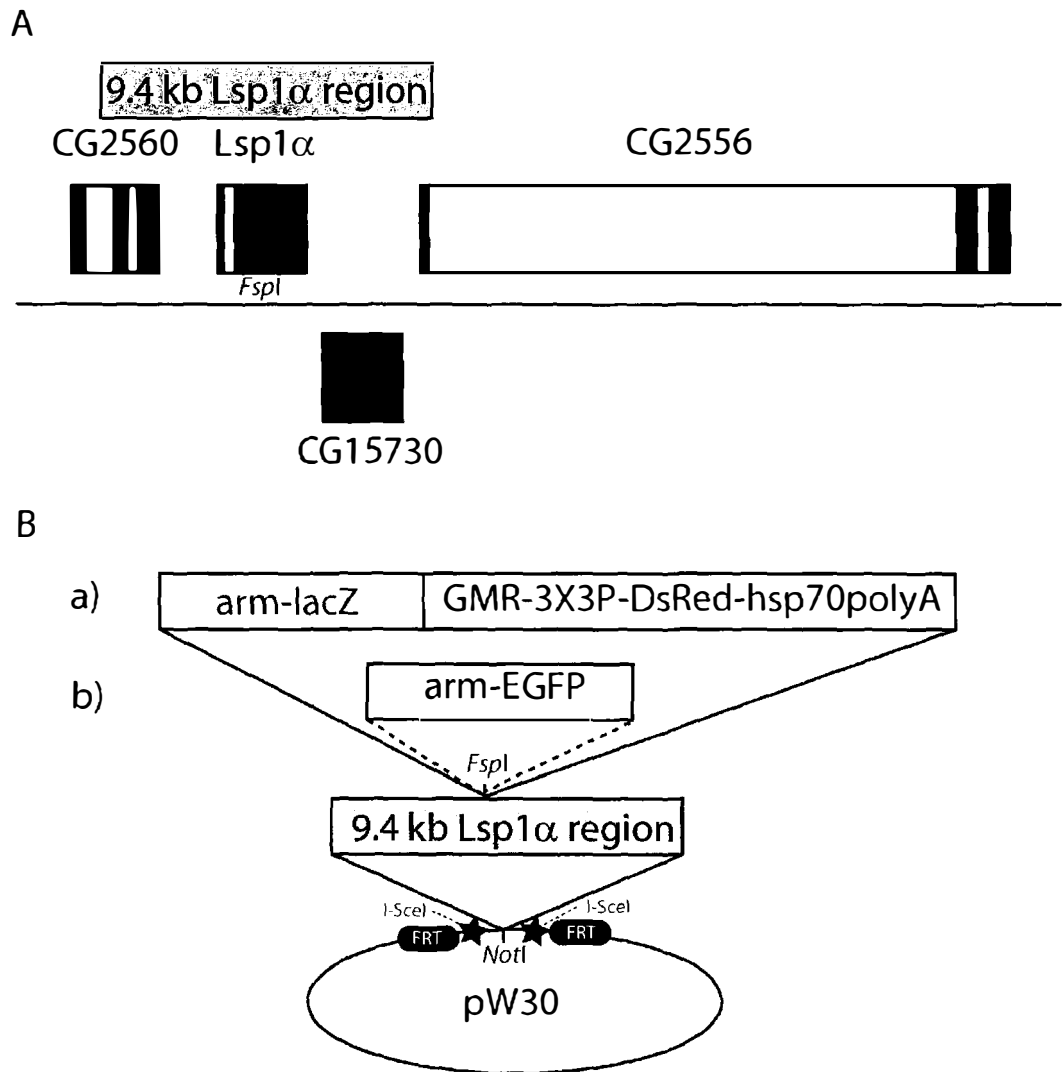 A
9.4 kb Lsp1α region
CG2560 Lsp1α CG2556
FspI
CG15730
B
a) arm-lacZ GMR-3X3P-DsRed-hsp70polyA
b) arm-EGFP
FspI
9.4 kb Lsp1α region
I-SceI I-SceI
FRT FRT
NotI
pW30